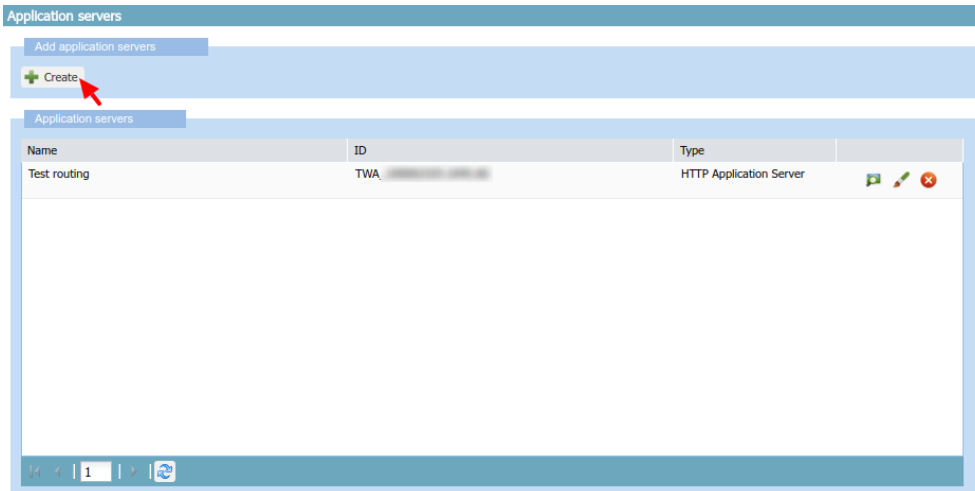 Application servers
Add application servers
Create
Application servers
Name ID Type
Test routing TWA_ HTTP Application Server
1